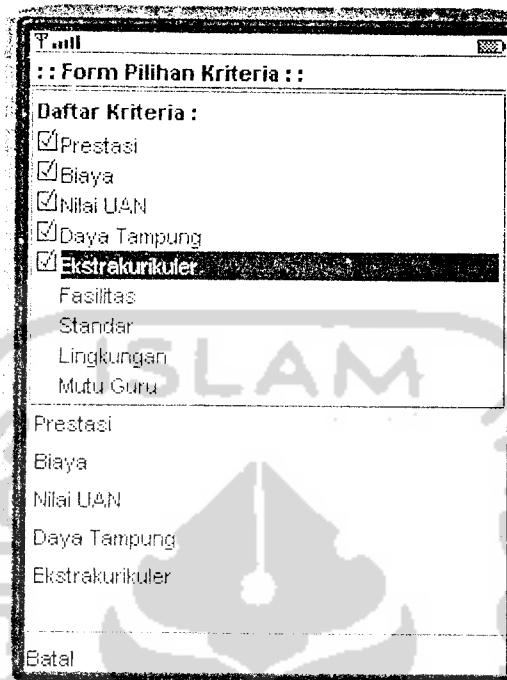 :: Form Pilihan Kriteria ::
Daftar Kriteria :
Prestasi
Biaya
Nilai UAN
Daya Tampung
Ekstrakurikuler
Fasilitas
Standar
Lingkungan
Mutu Guru
ISLAM
Prestasi
Biaya
Nilai UAN
Daya Tampung
Ekstrakurikuler
Batal